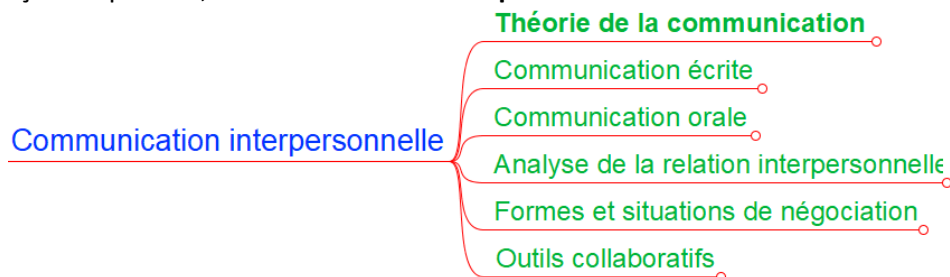 Théorie de la communication
Communication écrite
Communication orale
Communication interpersonnelle
Analyse de la relation interpersonnelle
Formes et situations de négociation
Outils collaboratifs